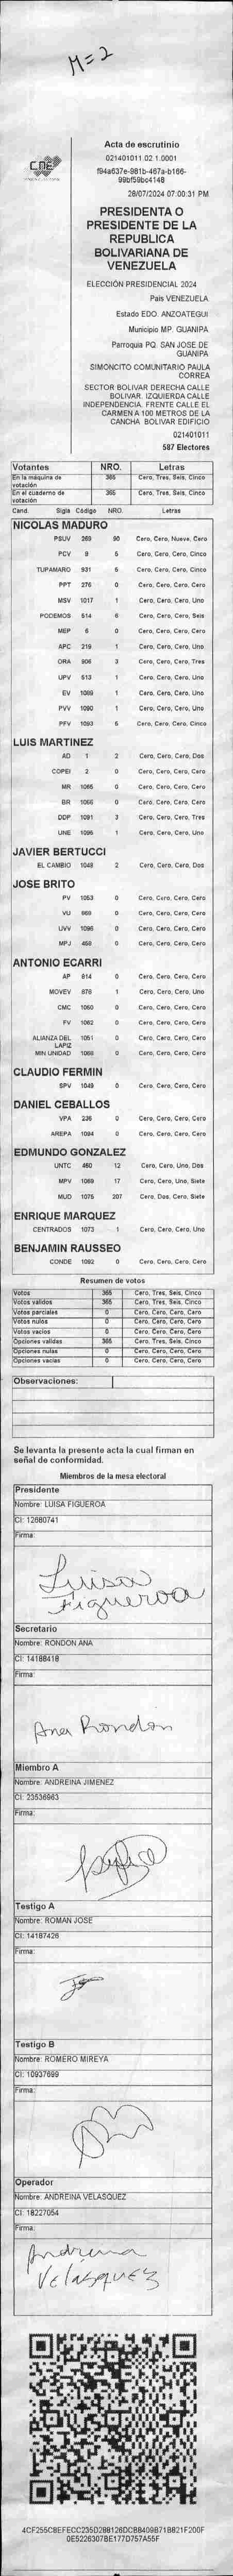 M=2
CNE
Acta de escrutinio
021401011.02.1.0001
f94a637e-981b-467a-b166-
99bf59bc4148
28/07/2024 07:00:31 PM
PRESIDENTA O
PRESIDENTE DE LA
REPUBLICA
BOLIVARIANA DE
VENEZUELA
ELECCIÓN PRESIDENCIAL 2024
País VENEZUELA
Estado EDO. ANZOATEGUI
Municipio MP. GUANIPA
Parroquia PQ. SAN JOSE DE
GUANIPA
SIMONCITO COMUNITARIO PAULA
CORREA
SECTOR BOLIVAR DERECHA CALLE
BOLIVAR. IZQUIERDA CALLE
INDEPENDENCIA. FRENTE CALLE EL
CARMEN A 100 METROS DE LA
CANCHA BOLIVAR EDIFICIO
021401011
587 Electores
Votantes NRO. Letras
En la máquina de votación 365 Cero, Tres, Seis, Cinco
En el cuaderno de votación 365 Cero, Tres, Seis, Cinco
Cand. Sigla Código NRO. Letras
NICOLAS MADURO
PSUV 269 90 Cero, Cero, Nueve, Cero
PCV 9 5 Cero, Cero, Cero, Cinco
TUPAMARO 931 5 Cero, Cero, Cero, Cinco
PPT 276 0 Cero, Cero, Cero, Cero
MSV 1017 1 Cero, Cero, Cero, Uno
PODEMOS 514 6 Cero, Cero, Cero, Seis
MEP 6 0 Cero, Cero, Cero, Cero
APC 219 1 Cero, Cero, Cero, Uno
ORA 906 3 Cero, Cero, Cero, Tres
UPV 513 1 Cero, Cero, Cero, Uno
EV 1089 1 Cero, Cero, Cero, Uno
PVV 1090 1 Cero, Cero, Cero, Uno
PFV 1093 5 Cero, Cero, Cero, Cinco
LUIS MARTINEZ
AD 1 2 Cero, Cero, Cero, Dos
COPEI 2 0 Cero, Cero, Cero, Cero
MR 1065 0 Cero, Cero, Cero, Cero
BR 1066 0 Cero, Cero, Cero, Cero
DDP 1091 3 Cero, Cero, Cero, Tres
UNE 1095 1 Cero, Cero, Cero, Uno
JAVIER BERTUCCI
EL CAMBIO 1048 2 Cero, Cero, Cero, Dos
JOSE BRITO
PV 1053 0 Cero, Cero, Cero, Cero
VU 969 0 Cero, Cero, Cero, Cero
UVV 1096 0 Cero, Cero, Cero, Cero
MPJ 458 0 Cero, Cero, Cero, Cero
ANTONIO ECARRI
AP 914 0 Cero, Cero, Cero, Cero
MOVEV 876 1 Cero, Cero, Cero, Uno
CMC 1050 0 Cero, Cero, Cero, Cero
FV 1062 0 Cero, Cero, Cero, Cero
ALIANZA DEL LAPIZ 1051 0 Cero, Cero, Cero, Cero
MIN UNIDAD 1068 0 Cero, Cero, Cero, Cero
CLAUDIO FERMIN
SPV 1049 0 Cero, Cero, Cero, Cero
DANIEL CEBALLOS
VPA 236 0 Cero, Cero, Cero, Cero
AREPA 1094 0 Cero, Cero, Cero, Cero
EDMUNDO GONZALEZ
UNTC 460 12 Cero, Cero, Uno, Dos
MPV 1069 17 Cero, Cero, Uno, Siete
MUD 1075 207 Cero, Dos, Cero, Siete
ENRIQUE MARQUEZ
CENTRADOS 1073 1 Cero, Cero, Cero, Uno
BENJAMIN RAUSSEO
CONDE 1092 0 Cero, Cero, Cero, Cero
Resumen de votos
Votos 365 Cero, Tres, Seis, Cinco
Votos validos 365 Cero, Tres, Seis, Cinco
Votos parciales 0 Cero, Cero, Cero, Cero
Votos nulos 0 Cero, Cero, Cero, Cero
Votos vacíos 0 Cero, Cero, Cero, Cero
Opciones validas 365 Cero, Tres, Seis, Cinco
Opciones nulas 0 Cero, Cero, Cero, Cero
Opciones vacías 0 Cero, Cero, Cero, Cero
Observaciones:
Se levanta la presente acta la cual firman en
señal de conformidad.
Miembros de la mesa electoral
Presidente
Nombre: LUISA FIGUEROA
CI: 12680741
Firma:
Luisa
Figueroa
Secretario
Nombre: RONDON ANA
CI: 14188418
Firma:
Ana Rondon
Miembro A
Nombre: ANDREINA JIMENEZ
CI: 23536963
Firma:
Testigo A
Nombre: ROMAN JOSE
CI: 14187426
Firma:
Testigo B
Nombre: ROMERO MIREYA
CI: 10937699
Firma:
Operador
Nombre: ANDREINA VELASQUEZ
CI: 18227054
Firma:
Andreina
Velasquez
4CF255C8EFECC235D288126DCB8409B71B821F200F
0E5226307BE177D757A55F